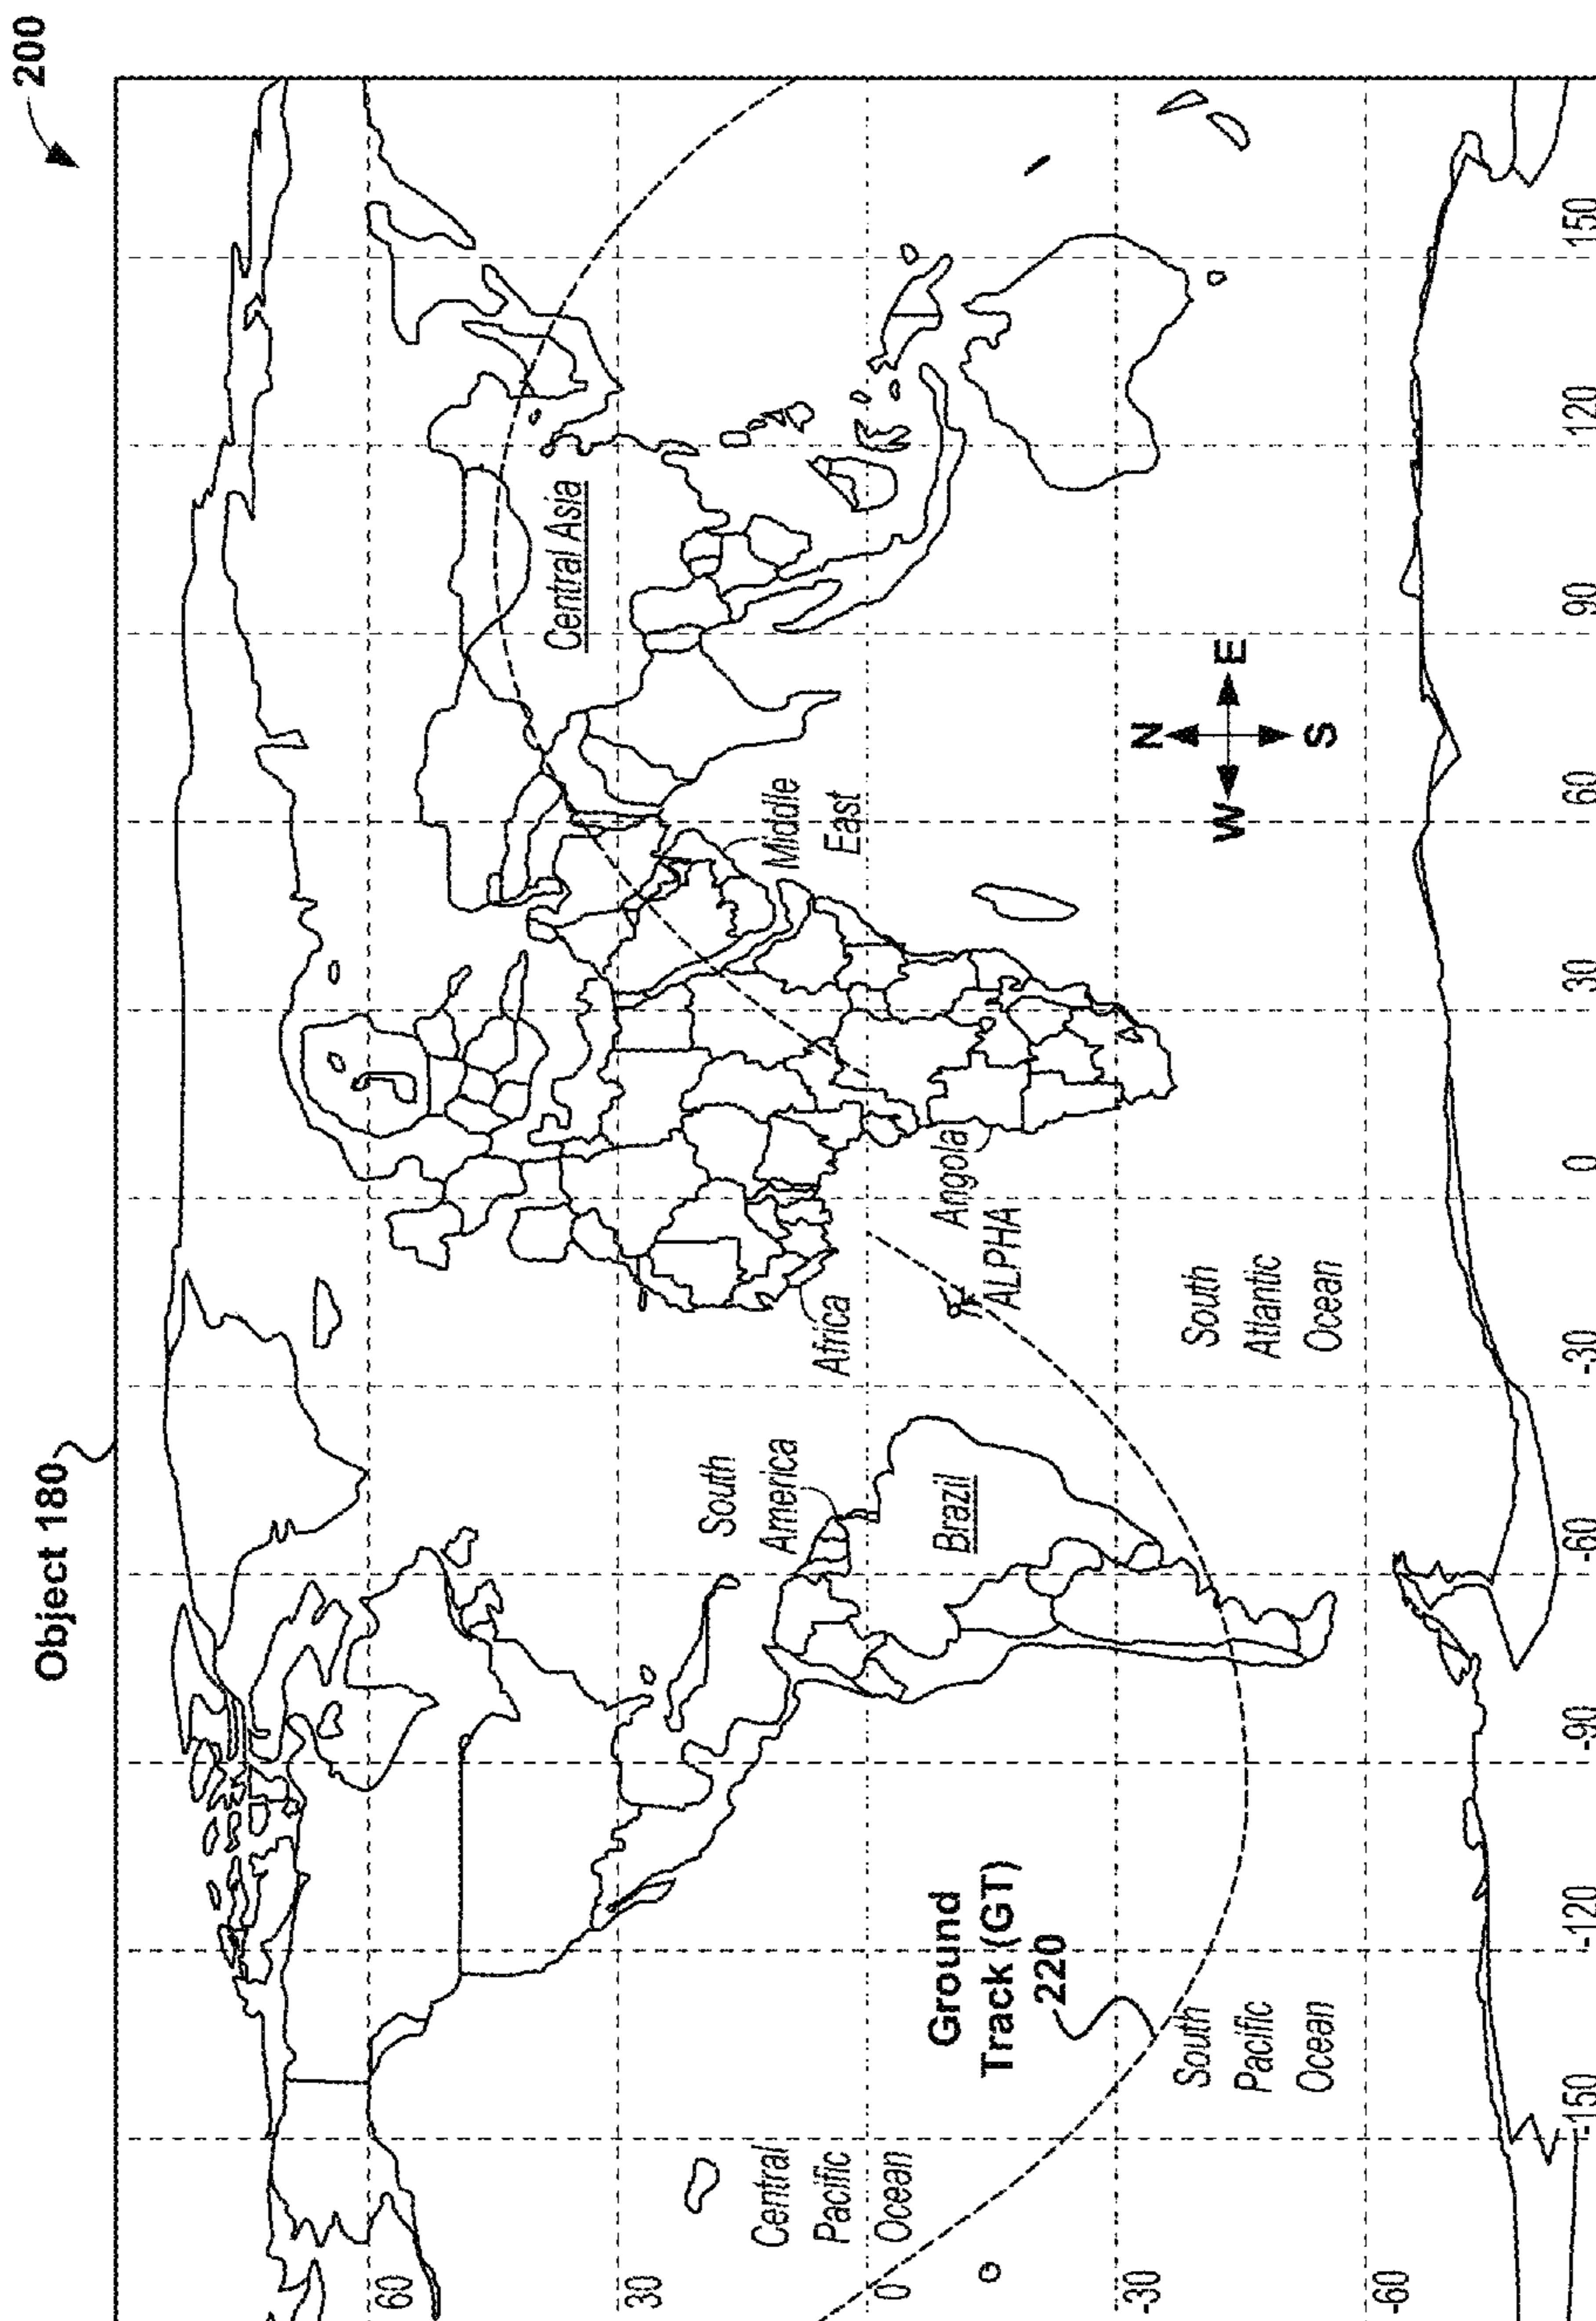 200
Object 180
Central Asia
Middle
East
N
W E
S
Africa
Angola
ALPHA
South
America
Brazil
South
Atlantic
Ocean
Ground
Track (GT)
220
Central
Pacific
Ocean
South
Pacific
Ocean
60
30
0
-30
-60
-150
-120
-90
-60
-30
0
30
60
90
120
150